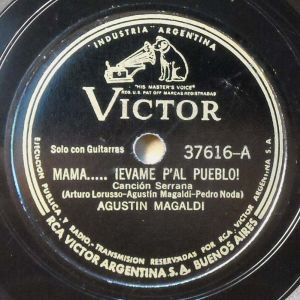 "INDUSTRIA" ARGENTINA
"HIS MASTER'S VOICE"
REG. U.S. PAT OFF MARCAS REGISTRADAS
VICTOR
Solo con Guitarras
37616-A
MAMA..... ¡EVAME P'AL PUEBLO!
Canción Serrana
(Arturo Lorusso-Agustin Magaldi-Pedro Noda)
AGUSTIN MAGALDI
EJECUCION PUBLICA Y RADIO-TRANSMISION RESERVADAS POR RCA VICTOR ARGENTINA S A
RCA VICTOR ARGENTINA S.A. BUENOS AIRES